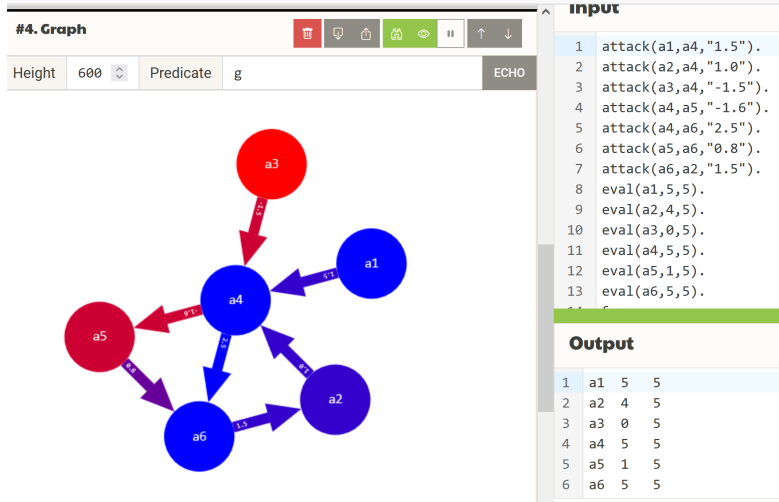 #4. Graph
Height 600 Predicate g ECHO
a3
-1.5
a1
1.5
a4
-1.6
2.5
a5
1.0
0.8
a2
1.5
a6
Input
1 attack(a1,a4,"1.5").
2 attack(a2,a4,"1.0").
3 attack(a3,a4,"-1.5").
4 attack(a4,a5,"-1.6").
5 attack(a4,a6,"2.5").
6 attack(a5,a6,"0.8").
7 attack(a6,a2,"1.5").
8 eval(a1,5,5).
9 eval(a2,4,5).
10 eval(a3,0,5).
11 eval(a4,5,5).
12 eval(a5,1,5).
13 eval(a6,5,5).
Output
1 a1 5 5
2 a2 4 5
3 a3 0 5
4 a4 5 5
5 a5 1 5
6 a6 5 5